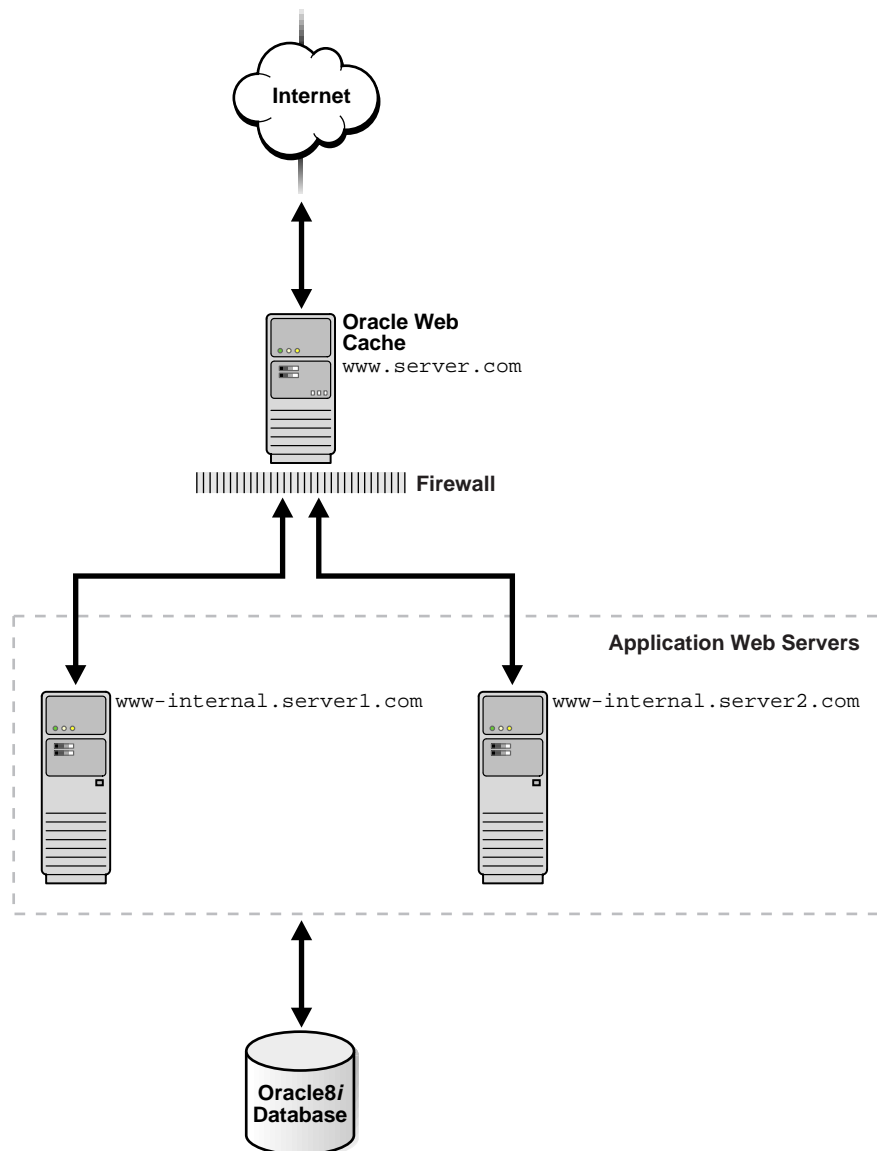 Internet
Oracle Web
Cache
www.server.com
Firewall
Application Web Servers
www-internal.server1.com
www-internal.server2.com
Oracle8i
Database